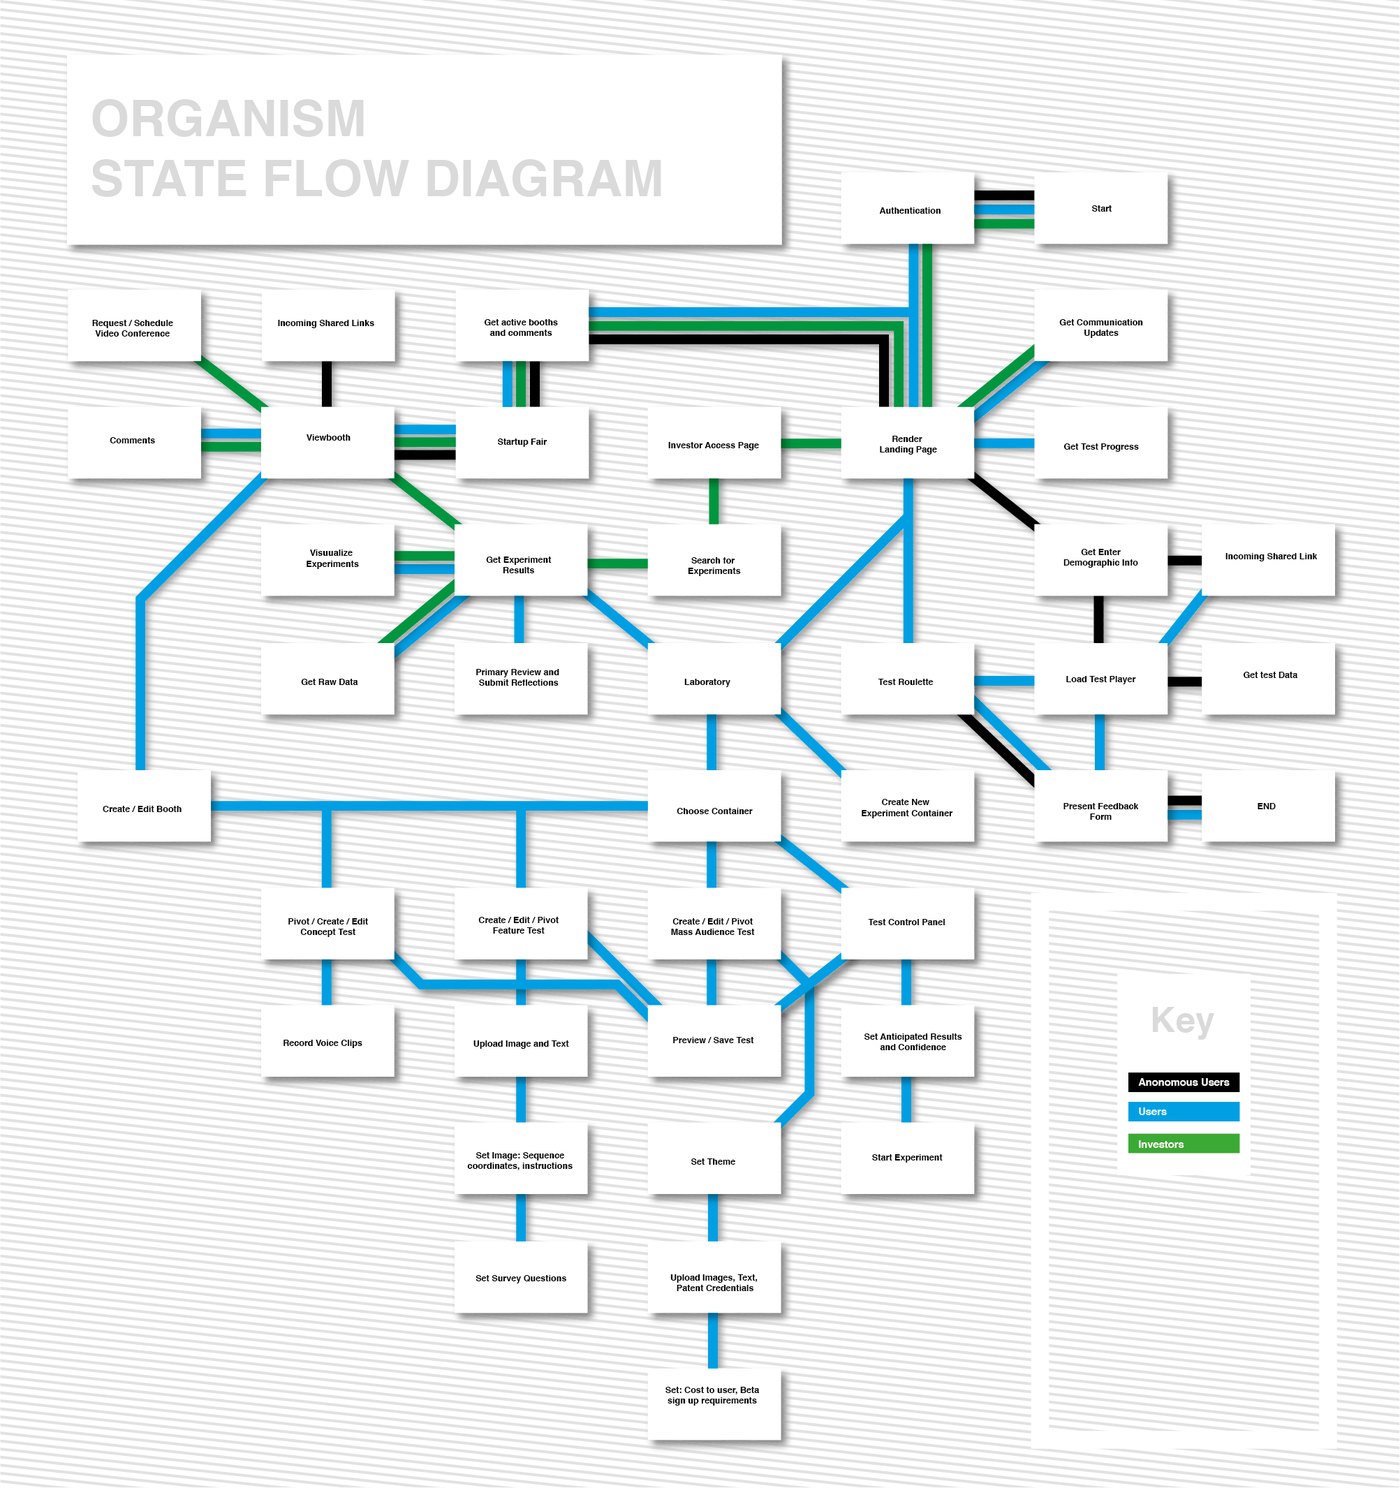 ORGANISM
STATE FLOW DIAGRAM
Authentication
Start
Request / Schedule
Video Conference
Incoming Shared Links
Get active booths
and comments
Get Communication
Updates
Comments
Viewbooth
Startup Fair
Investor Access Page
Render
Landing Page
Get Test Progress
Visuualize
Experiments
Get Experiment
Results
Search for
Experiments
Get Enter
Demographic Info
Incoming Shared Link
Get Raw Data
Primary Review and
Submit Reflections
Laboratory
Test Roulette
Load Test Player
Get test Data
Create / Edit Booth
Choose Container
Create New
Experiment Container
Present Feedback
Form
END
Pivot / Create / Edit
Concept Test
Create / Edit / Pivot
Feature Test
Create / Edit / Pivot
Mass Audience Test
Test Control Panel
Record Voice Clips
Upload Image and Text
Preview / Save Test
Set Anticipated Results
and Confidence
Key
Anonomous Users
Users
Investors
Set Image: Sequence
coordinates, instructions
Set Theme
Start Experiment
Set Survey Questions
Upload Images, Text,
Patent Credentials
Set: Cost to user, Beta
sign up requirements